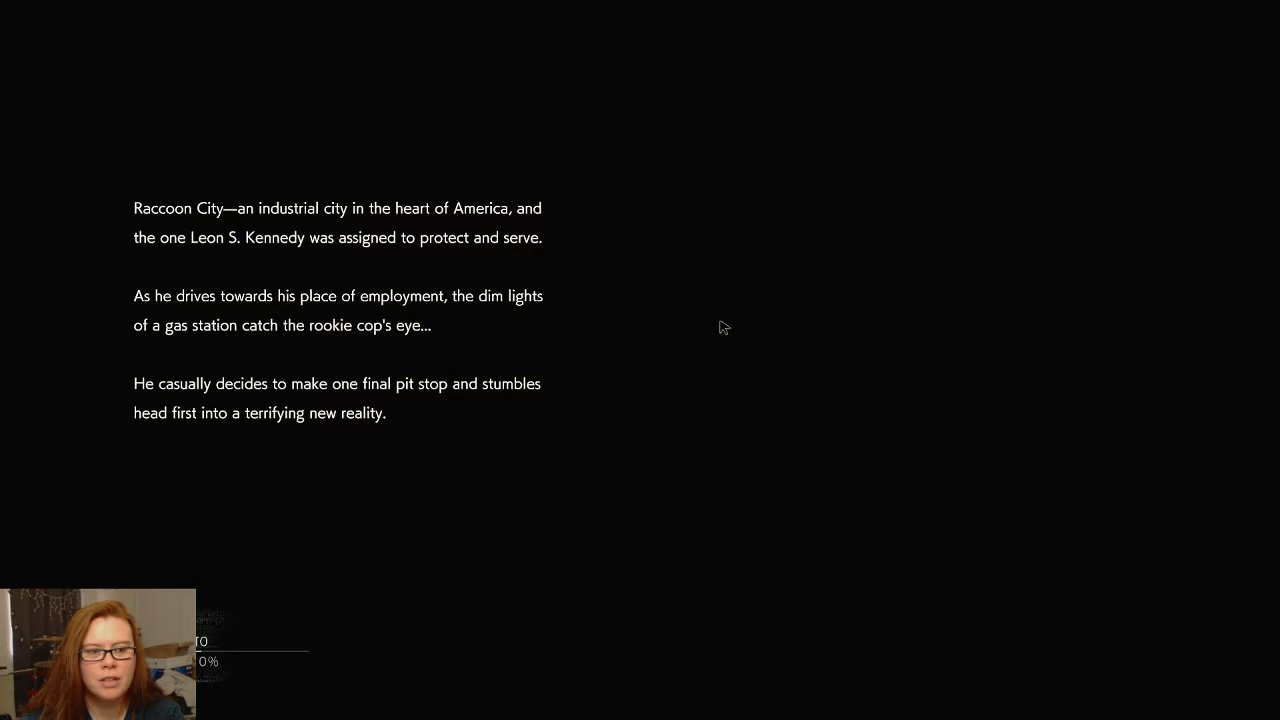 Raccoon City—an industrial city in the heart of America, and
the one Leon S. Kennedy was assigned to protect and serve.
As he drives towards his place of employment, the dim lights
of a gas station catch the rookie cop's eye...
He casually decides to make one final pit stop and stumbles
head first into a terrifying new reality.
TO
0%